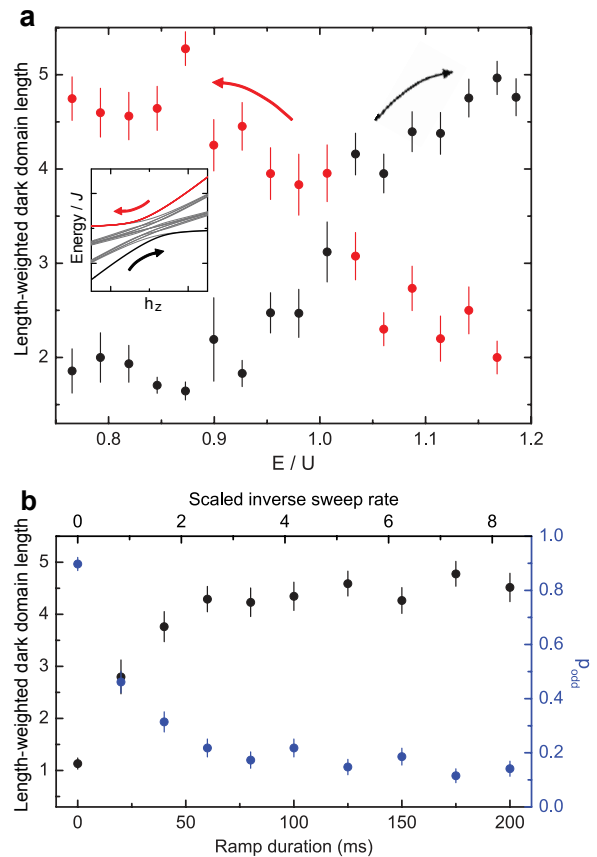 a
Length-weighted dark domain length
5
4
3
2
Energy / J
h_z
0.8 0.9 1.0 1.1 1.2
E / U
b
Scaled inverse sweep rate
0 2 4 6 8
Length-weighted dark domain length
5
4
3
2
1
1.0
0.8
0.6
0.4
0.2
0.0
p_odd
0 50 100 150 200
Ramp duration (ms)